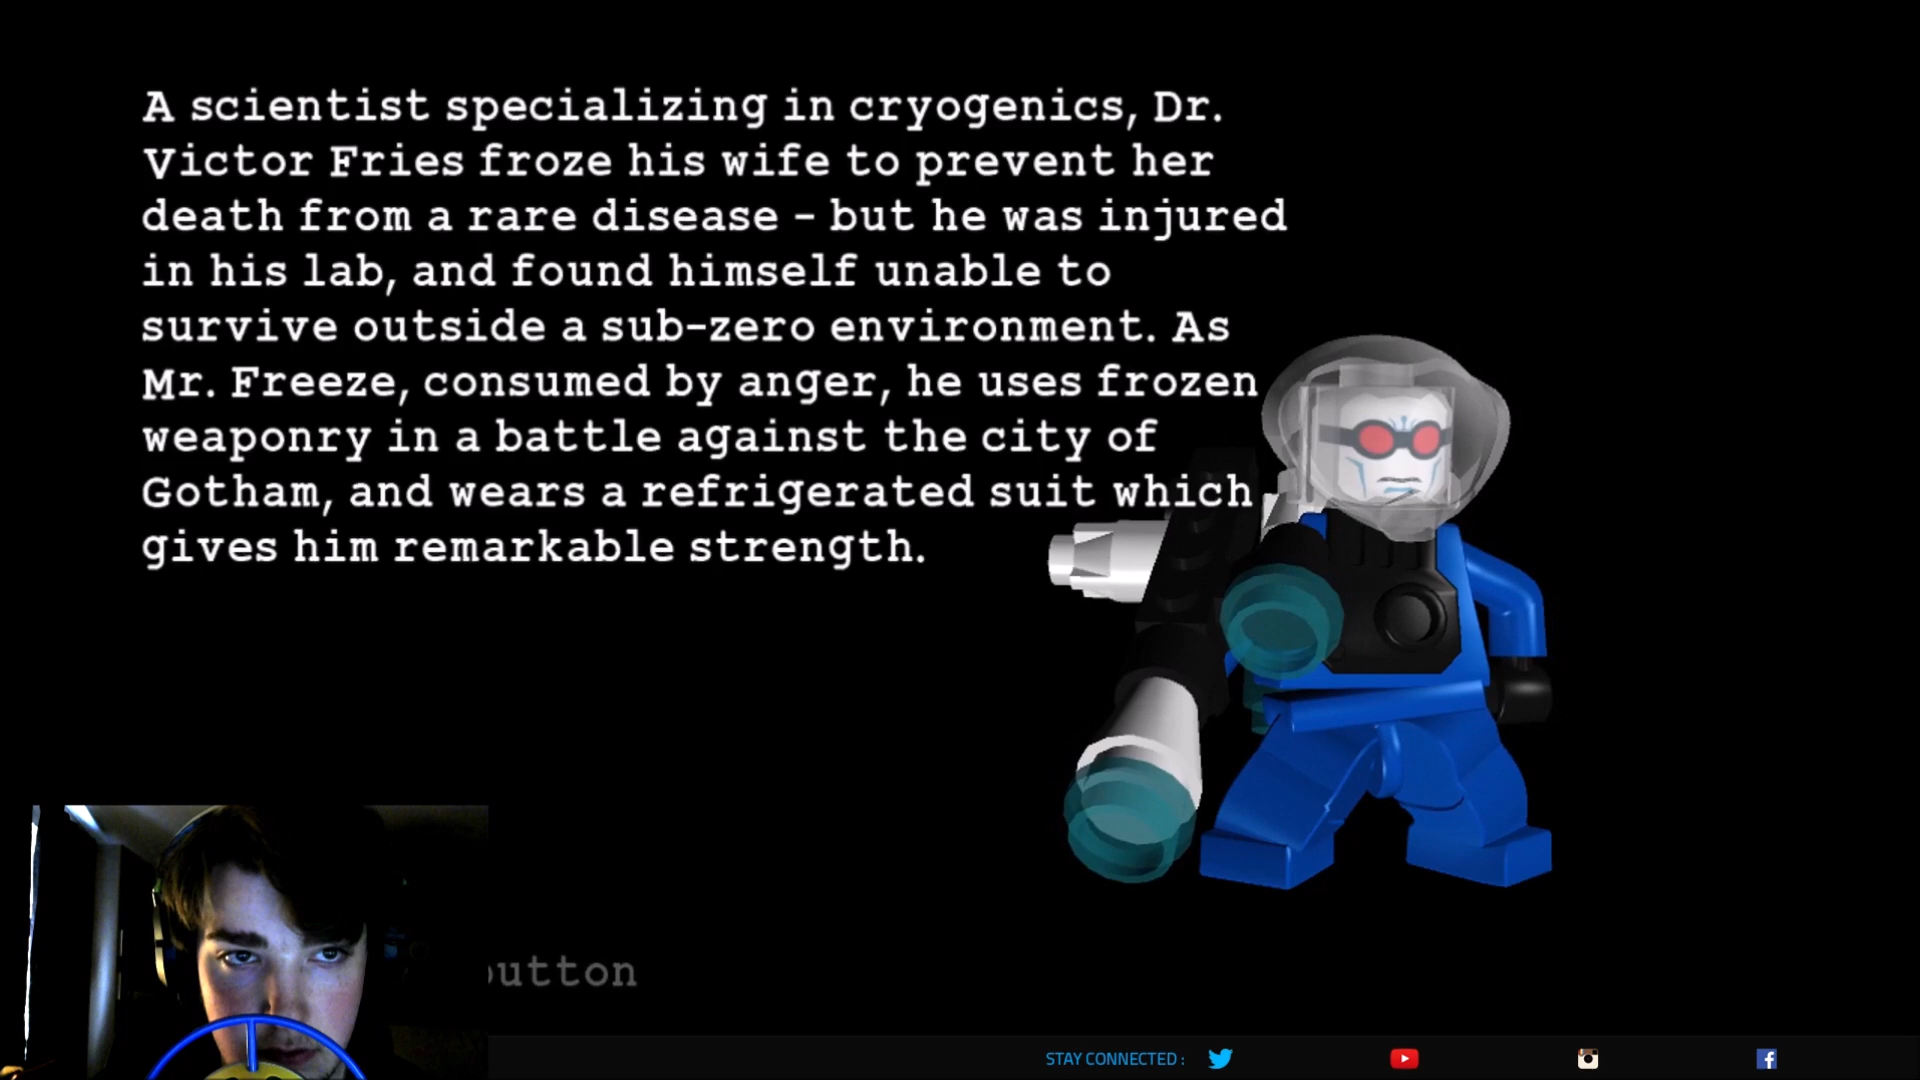 A scientist specializing in cryogenics, Dr.
Victor Fries froze his wife to prevent her
death from a rare disease - but he was injured
in his lab, and found himself unable to
survive outside a sub-zero environment. As
Mr. Freeze, consumed by anger, he uses frozen
weaponry in a battle against the city of
Gotham, and wears a refrigerated suit which
gives him remarkable strength.
button
STAY CONNECTED :